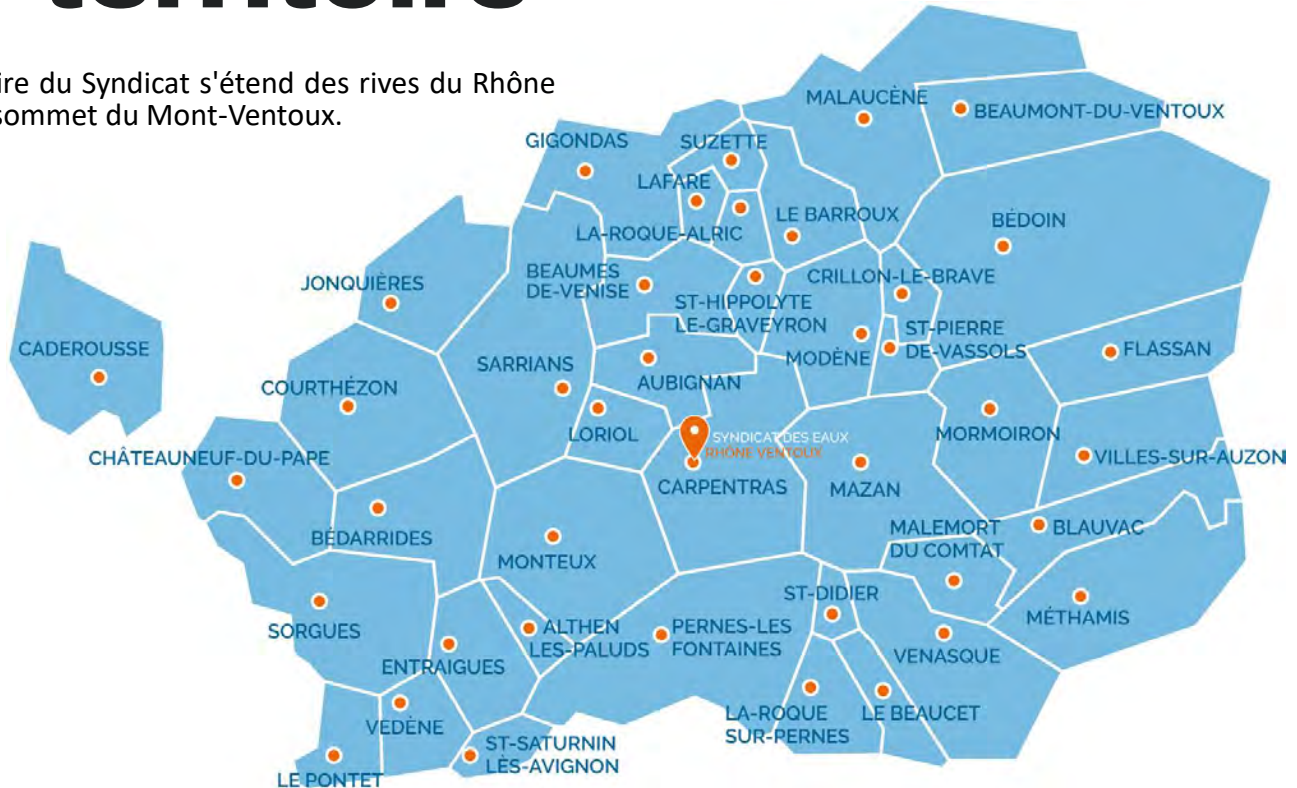 territoire
ire du Syndicat s'étend des rives du Rhône
sommet du Mont-Ventoux.
MALAUCÈNE
BEAUMONT-DU-VENTOUX
GIGONDAS
SUZETTE
LAFARE
LE BARROUX
BÉDOIN
LA-ROQUE-ALRIC
JONQUIÈRES
BEAUMES
DE-VENISE
CRILLON-LE-BRAVE
ST-HIPPOLYTE
LE-GRAVEYRON
ST-PIERRE
DE-VASSOLS
CADEROUSSE
FLASSAN
MODÈNE
SARRIANS
AUBIGNAN
COURTHÉZON
LORIOL
SYNDICAT DES EAUX
RHÔNE VENTOUX
MORMOIRON
CHÂTEAUNEUF-DU-PAPE
VILLES-SUR-AUZON
CARPENTRAS
MAZAN
BÉDARRIDES
MALEMORT
DU COMTAT
BLAUVAC
MONTEUX
ST-DIDIER
MÉTHAMIS
SORGUES
ALTHEN
LES-PALUDS
PERNES-LES
FONTAINES
ENTRAIGUES
VENASQUE
LA-ROQUE
SUR-PERNES
LE BEAUCET
VEDÈNE
ST-SATURNIN
LÈS-AVIGNON
LE PONTET